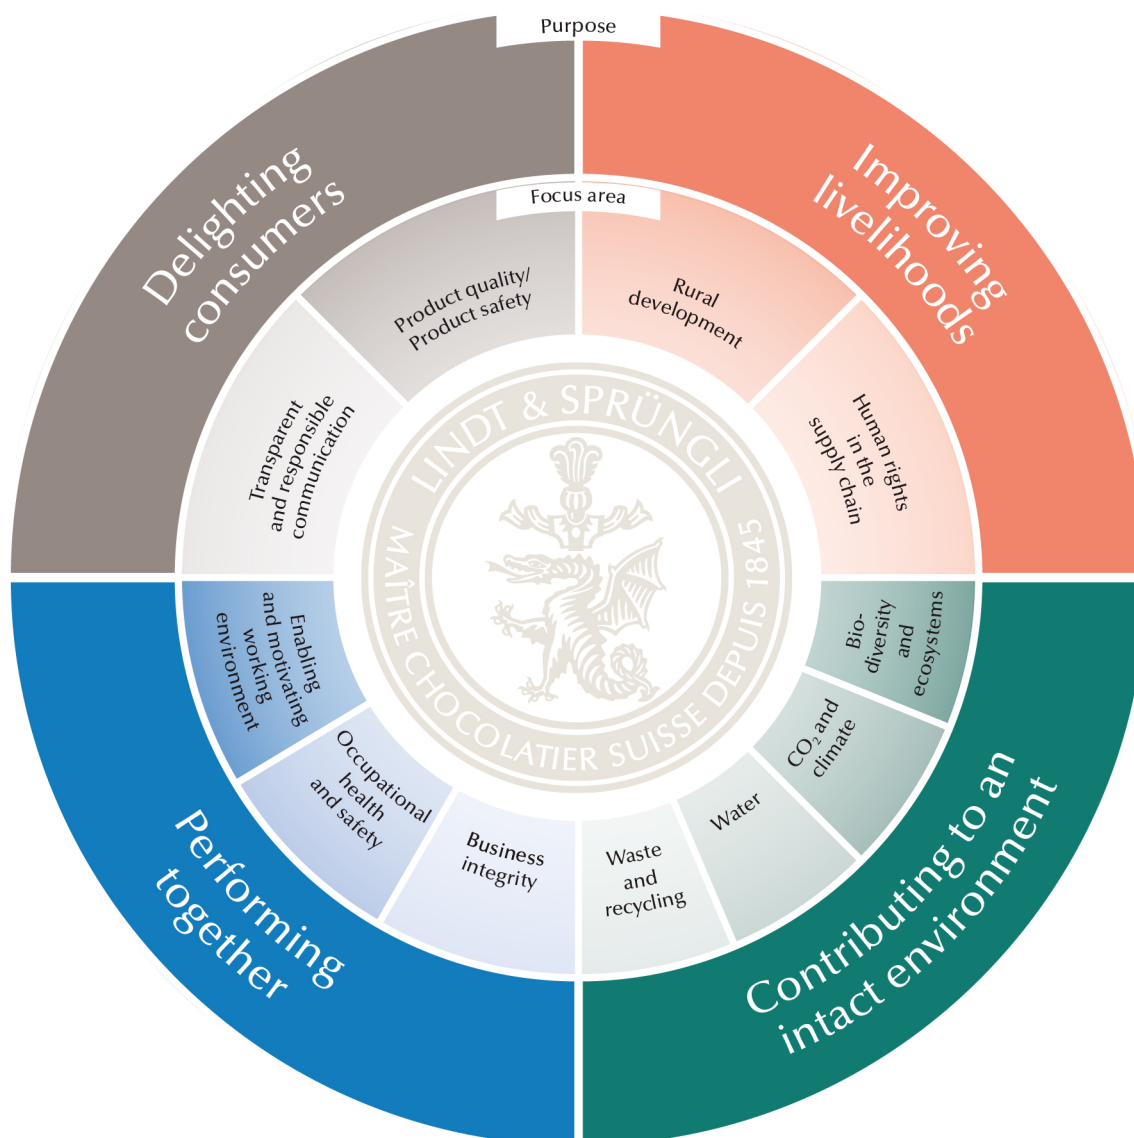 Purpose
Delighting
consumers
Improving
livelihoods
Focus area
Product quality/
Product safety
Rural
development
Transparent
and responsible
communication
Human rights
in the
supply chain
LINDT & SPRÜNGLI
MAÎTRE CHOCOLATIER SUISSE DEPUIS 1845
Enabling
and motivating
working
environment
Bio-
diversity
and
ecosystems
Occupational
health
and safety
CO₂ and
climate
Business
integrity
Water
Waste
and
recycling
Performing
together
Contributing to an
intact environment